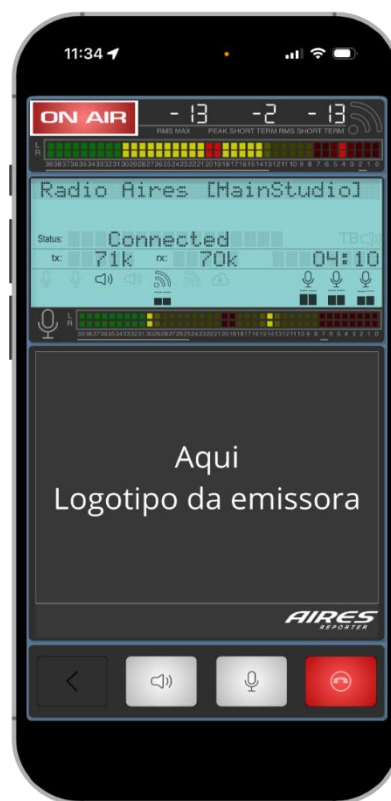 11:34
ON AIR
-13 -2 -13
RMS MAX PEAK SHORT TERM RMS SHORT TERM
L
R
Radio Aires [MainStudio]
Status: Connected TB
tx: 71k rx: 70k 04:10
L
R
Aqui
Logotipo da emissora
AIRES
REPORTER